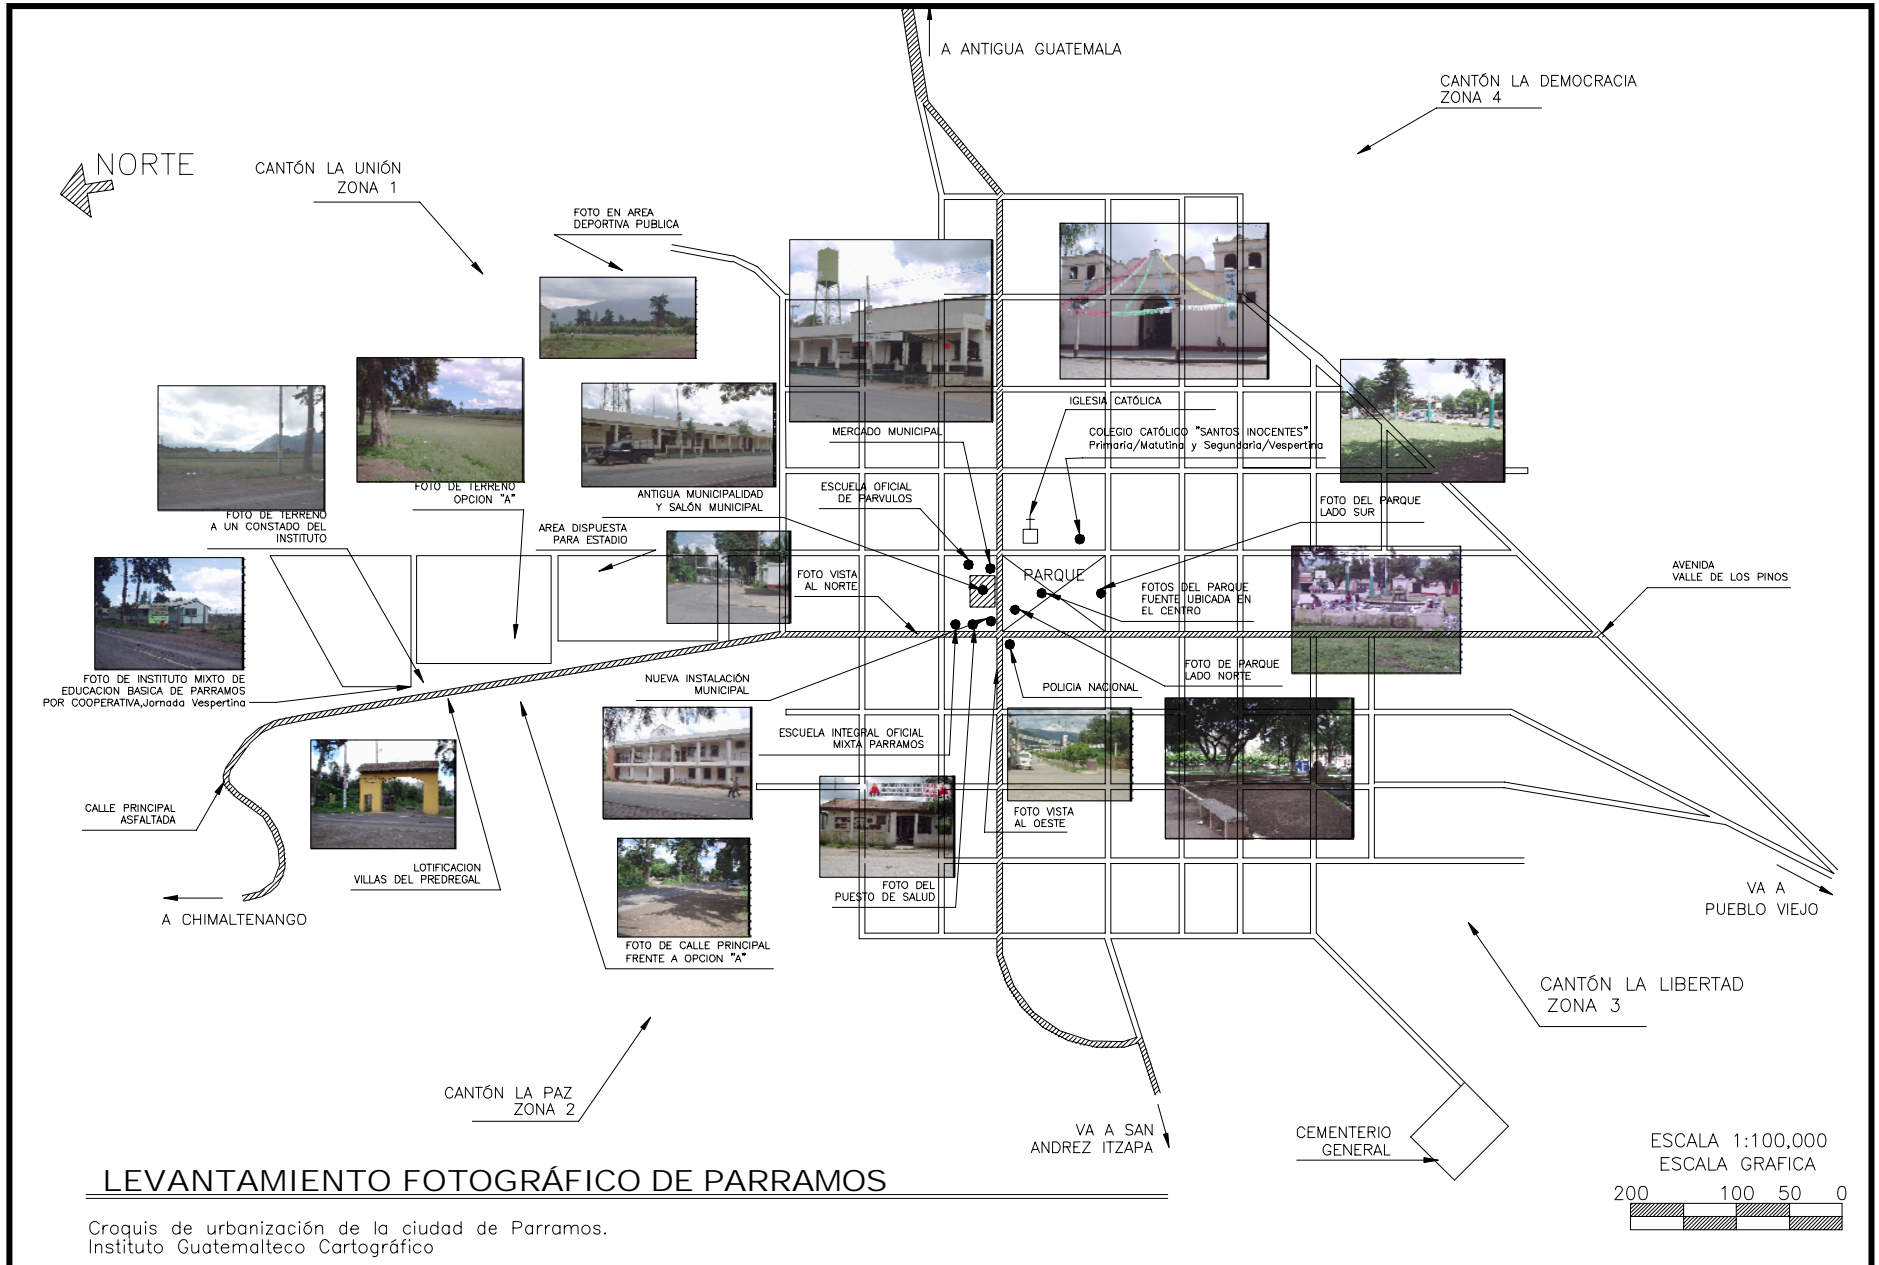 A ANTIGUA GUATEMALA
CANTÓN LA DEMOCRACIA
ZONA 4
NORTE
CANTÓN LA UNIÓN
ZONA 1
FOTO EN AREA
DEPORTIVA PUBLICA
MERCADO MUNICIPAL
IGLESIA CATÓLICA
COLEGIO CATÓLICO "SANTOS INOCENTES"
Primaria/Matutina y Segundaria/Vespertina
FOTO DE TERRENO
OPCION "A"
ANTIGUA MUNICIPALIDAD
Y SALÓN MUNICIPAL
ESCUELA OFICIAL
DE PARVULOS
FOTO DEL PARQUE
LADO SUR
FOTO DE TERRENO
A UN CONSTADO DEL
INSTITUTO
AREA DISPUESTA
PARA ESTADIO
FOTO VISTA
AL NORTE
PARQUE
FOTOS DEL PARQUE
FUENTE UBICADA EN
EL CENTRO
AVENIDA
VALLE DE LOS PINOS
FOTO DE INSTITUTO MIXTO DE
EDUCACION BASICA DE PARRAMOS
POR COOPERATIVA,Jornada Vespertina
NUEVA INSTALACIÓN
MUNICIPAL
POLICIA NACIONAL
FOTO DE PARQUE
LADO NORTE
ESCUELA INTEGRAL OFICIAL
MIXTA PARRAMOS
CALLE PRINCIPAL
ASFALTADA
FOTO VISTA
AL OESTE
LOTIFICACION
VILLAS DEL PREDREGAL
FOTO DEL
PUESTO DE SALUD
A CHIMALTENANGO
VA A
PUEBLO VIEJO
FOTO DE CALLE PRINCIPAL
FRENTE A OPCION "A"
CANTÓN LA LIBERTAD
ZONA 3
CANTÓN LA PAZ
ZONA 2
VA A SAN
ANDREZ ITZAPA
CEMENTERIO
GENERAL
ESCALA 1:100,000
ESCALA GRAFICA
200 100 50 0
LEVANTAMIENTO FOTOGRÁFICO DE PARRAMOS
Croquis de urbanización de la ciudad de Parramos.
Instituto Guatemalteco Cartográfico